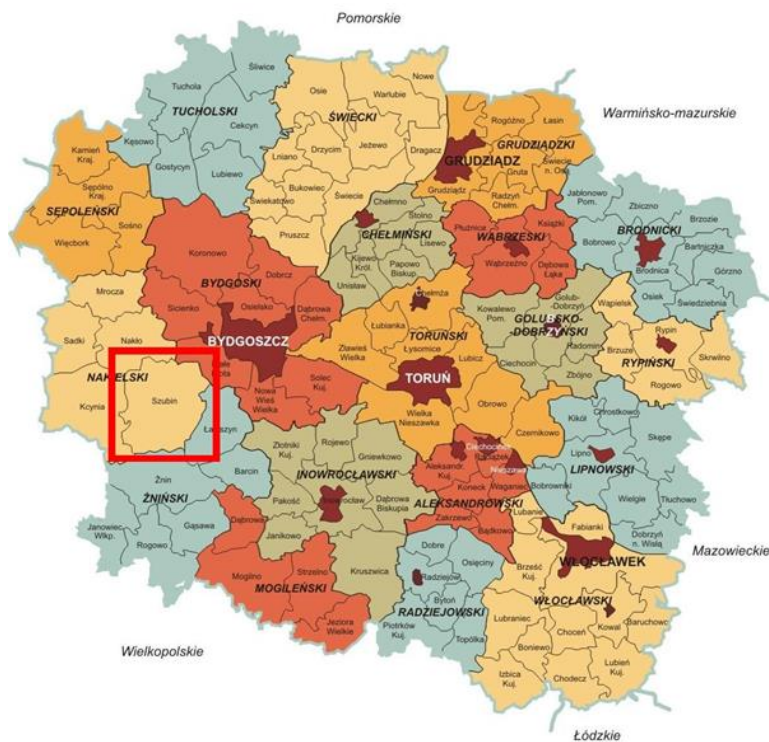 Pomorskie
Śliwice
Tuchola
TUCHOLSKI
Cekcyn
Kęsowo
Gostycyn
Lubiewo
Nowe
Osie
Warlubie
ŚWIECKI
Drzycim
Jeżewo
Lniano
Dragacz
Bukowiec
Świekatowo
Świecie
Pruszcz
Warmińsko-mazurskie
Rogóźno
Łasin
GRUDZIĄDZKI
GRUDZIĄDZ
Gruta
Świecie
n. Osą
Grudziądz
Radzyń
Chełm.
Kamień
Kraj.
Sępólno
Kraj.
SĘPOLEŃSKI
Sośno
Więcbork
Chełmno
Stolno
CHEŁMIŃSKI
Lisewo
Kijewo
Król.
Papowo
Biskup.
Unisław
Płużnica
Książki
WĄBRZESKI
Wąbrzeźno
Dębowa
Łąka
Jabłonowo
Pom.
Zbiczno
Brzozie
BRODNICKI
Bobrowo
Bartniczka
Brodnica
Górzno
Osiek
Świedziebnia
Koronowo
BYDGOSKI
Dobrcz
Sicienko
Osielsko
Dąbrowa
Chełm.
BYDGOSZCZ
Nowa
Wieś
Wielka
Solec
Kuj.
Mrocza
Sadki
Nakło
NAKIELSKI
Kcynia
Szubin
Chełmża
Łubianka
TORUŃSKI
Zławieś
Wielka
Łysomice
Lubicz
TORUŃ
Wielka
Nieszawka
Obrowo
Czernikowo
Kowalewo
Pom.
Golub-
Dobrzyń
GOLUBSKO-
DOBRZYŃSKI
Radomin
Ciechocin
Zbójno
Wąpielsk
Rypin
Brzuze
Skrwilno
RYPIŃSKI
Rogowo
Barcin
Żnin
ŻNIŃSKI
Janowiec
Wlkp.
Gąsawa
Rogowo
Złotniki
Kuj.
Rojewo
Gniewkowo
INOWROCŁAWSKI
Pakość
Inowrocław
Dąbrowa
Biskupia
Janikowo
Kruszwica
Ciechocinek
Aleksandr.
Kuj.
Raciążek
Nieszawa
Koneck
Waganiec
ALEKSANDROWSKI
Zakrzewo
Bądkowo
Kikół
Chrostkowo
Skępe
Lipno
LIPNOWSKI
Bobrowniki
Wielgie
Tłuchowo
Dobrzyń
n. Wisłą
Dąbrowa
Mogilno
Strzelno
MOGILEŃSKI
Jeziora
Wielkie
Dobre
Osięciny
Radziejów
Bytoń
RADZIEJOWSKI
Piotrków
Kuj.
Topólka
Lubanie
Fabianki
WŁOCŁAWEK
Brześć
Kuj.
WŁOCŁAWSKI
Lubraniec
Kowal
Baruchowo
Choceń
Boniewo
Lubień
Kuj.
Izbica
Kuj.
Chodecz
Mazowieckie
Wielkopolskie
Łódzkie